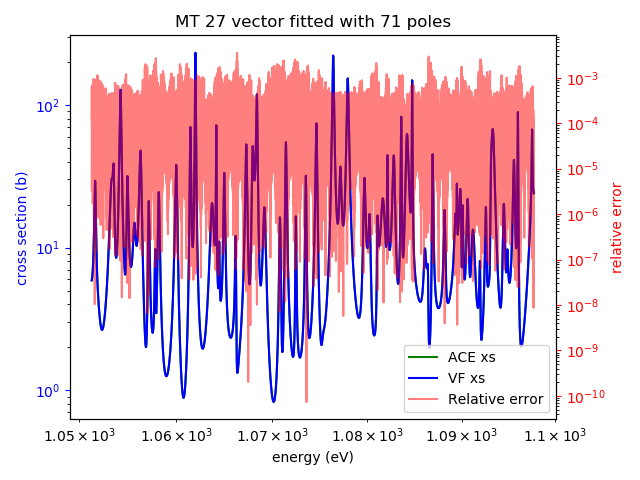 MT 27 vector fitted with 71 poles
cross section (b)
10²
10¹
10⁰
10⁻³
10⁻⁴
10⁻⁵
10⁻⁶
10⁻⁷
10⁻⁸
10⁻⁹
10⁻¹⁰
relative error
ACE xs
VF xs
Relative error
1.05 × 10³ 1.06 × 10³ 1.07 × 10³ 1.08 × 10³ 1.09 × 10³ 1.1 × 10³
energy (eV)